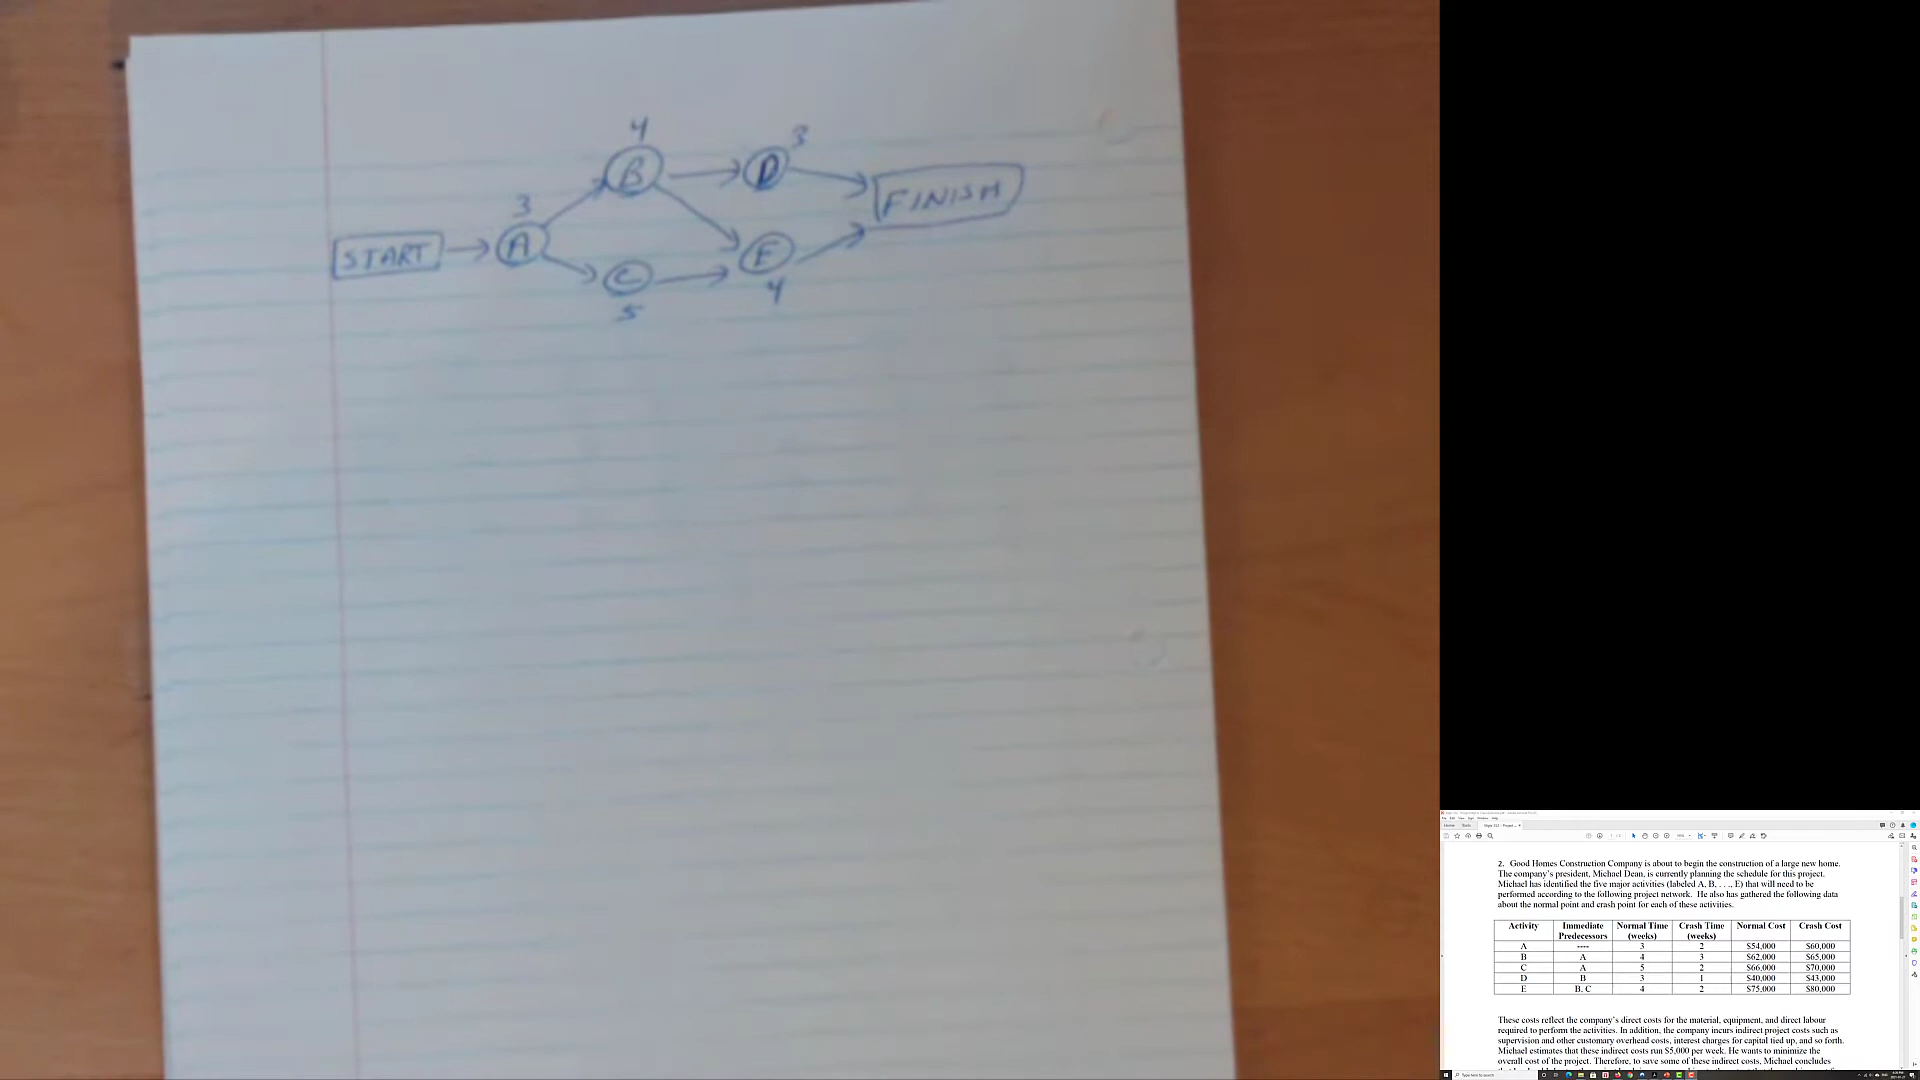 4
3
B
D
3
FINISH
START
A
E
C
4
5
2. Good Homes Construction Company is about to begin the construction of a large new home.
The company's president, Michael Dean, is currently planning the schedule for this project.
Michael has identified the five major activities (labeled A, B, . . ., E) that will need to be
performed according to the following project network. He also has gathered the following data
about the normal point and crash point for each of these activities.
Activity Immediate Predecessors Normal Time (weeks) Crash Time (weeks) Normal Cost Crash Cost
A ---- 3 2 $54,000 $60,000
B A 4 3 $62,000 $65,000
C A 5 2 $66,000 $70,000
D B 3 1 $40,000 $43,000
E B, C 4 2 $75,000 $80,000
These costs reflect the company's direct costs for the material, equipment, and direct labour
required to perform the activities. In addition, the company incurs indirect project costs such as
supervision and other customary overhead costs, interest charges for capital tied up, and so forth.
Michael estimates that these indirect costs run $5,000 per week. He wants to minimize the
overall cost of the project. Therefore, to save some of these indirect costs, Michael concludes
Type here to search